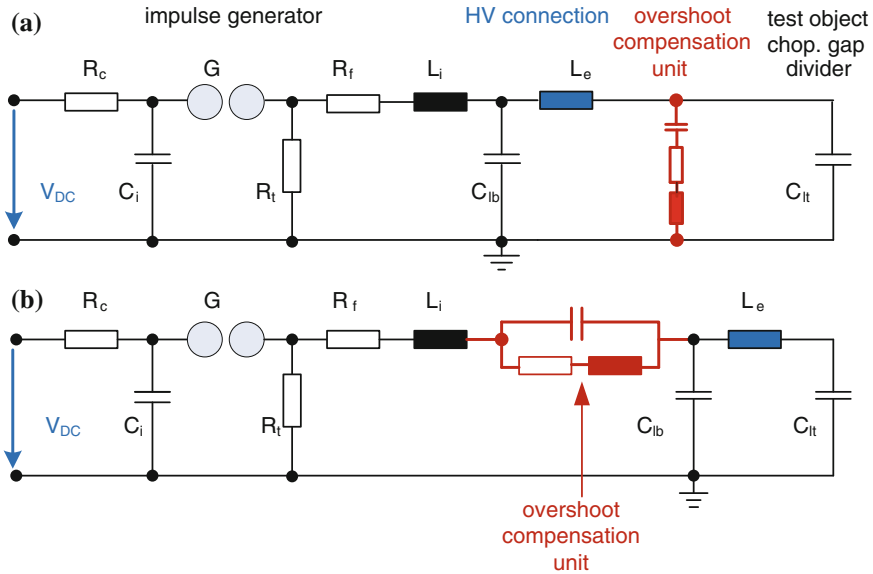 (a)
impulse generator
HV connection
overshoot
compensation
unit
test object
chop. gap
divider
Rc
G
Rf
Li
Le
VDC
Ci
Rt
Clb
Clt
(b)
Rc
G
Rf
Li
Le
VDC
Ci
Rt
Clb
Clt
overshoot
compensation
unit